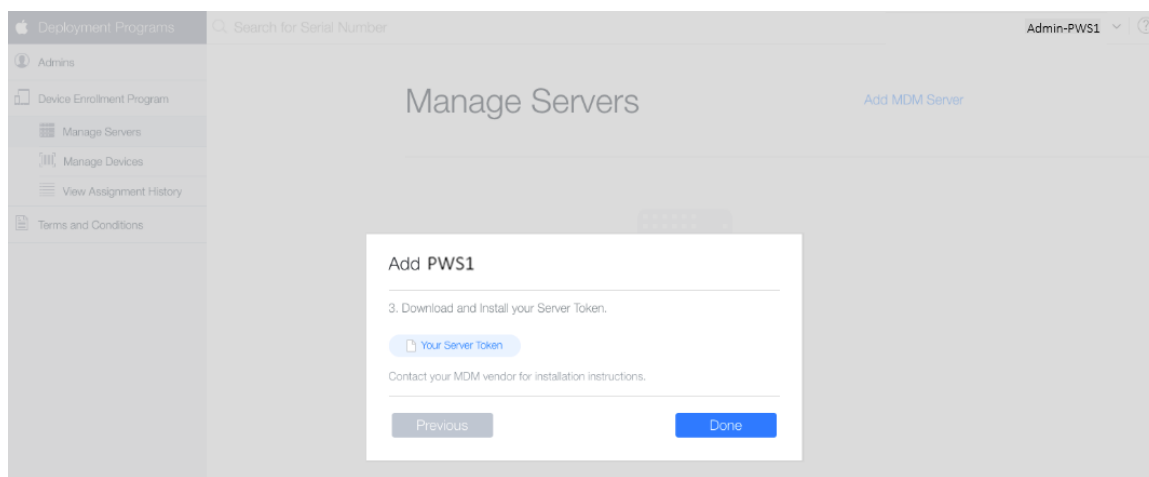 Deployment Programs
Search for Serial Number
Admin-PWS1
Admins
Device Enrollment Program
Manage Servers
Manage Devices
View Assignment History
Terms and Conditions
Manage Servers
Add MDM Server
Add PWS1
3. Download and Install your Server Token.
Your Server Token
Contact your MDM vendor for installation instructions.
Previous
Done